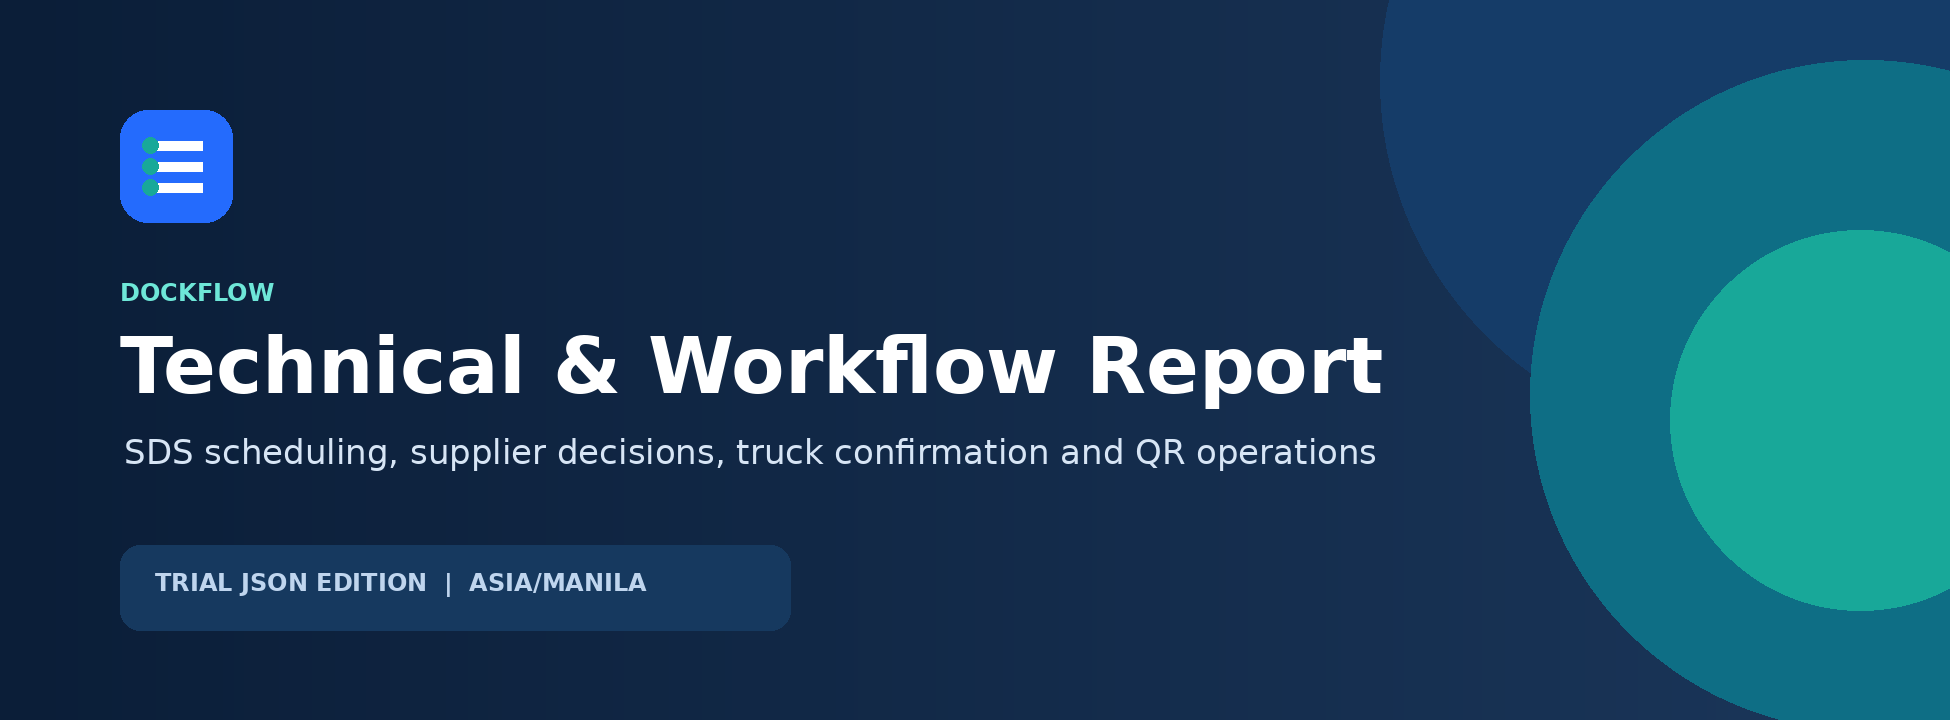 DOCKFLOW
Technical & Workflow Report
SDS scheduling, supplier decisions, truck confirmation and QR operations
TRIAL JSON EDITION | ASIA/MANILA